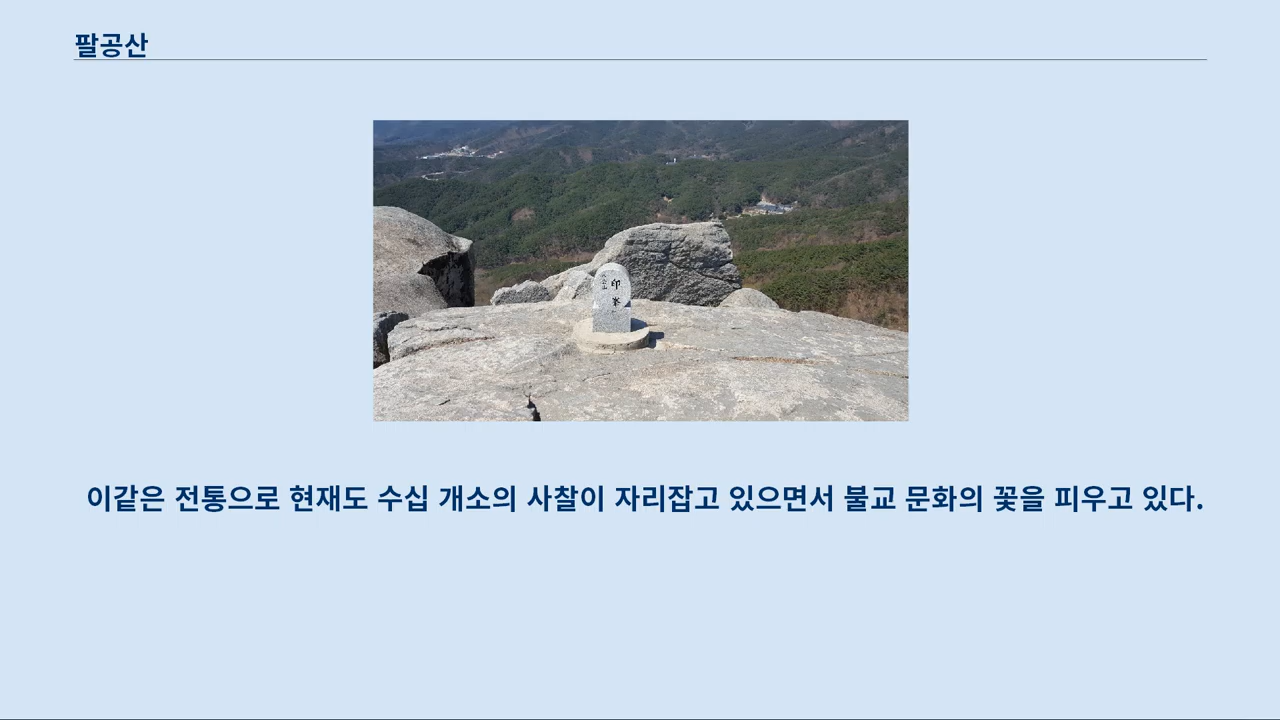 팔공산
印
峯
이같은 전통으로 현재도 수십 개소의 사찰이 자리잡고 있으면서 불교 문화의 꽃을 피우고 있다.